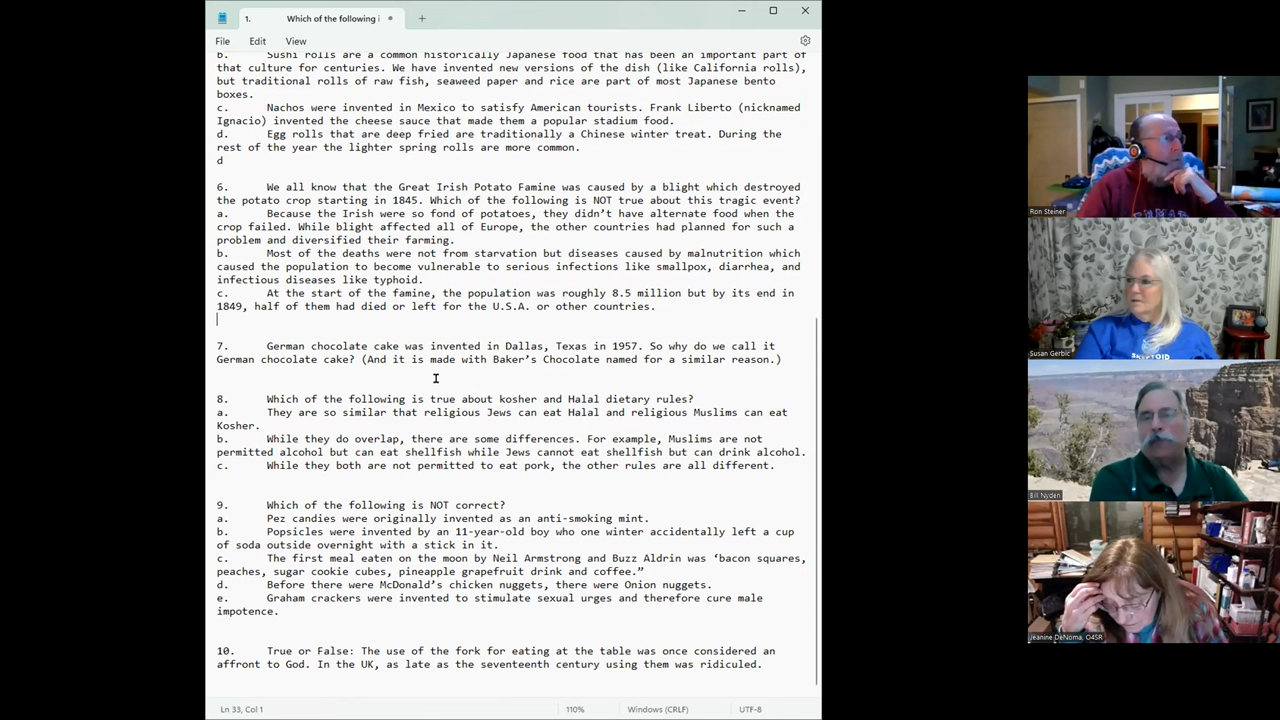 1. Which of the following i
File Edit View
b. Sushi rolls are a common historically Japanese food that has been an important part of
that culture for centuries. We have invented new versions of the dish (like California rolls),
but traditional rolls of raw fish, seaweed paper and rice are part of most Japanese bento
boxes.
c. Nachos were invented in Mexico to satisfy American tourists. Frank Liberto (nicknamed
Ignacio) invented the cheese sauce that made them a popular stadium food.
d. Egg rolls that are deep fried are traditionally a Chinese winter treat. During the
rest of the year the lighter spring rolls are more common.
d
6. We all know that the Great Irish Potato Famine was caused by a blight which destroyed
the potato crop starting in 1845. Which of the following is NOT true about this tragic event?
a. Because the Irish were so fond of potatoes, they didn’t have alternate food when the
crop failed. While blight affected all of Europe, the other countries had planned for such a
problem and diversified their farming.
b. Most of the deaths were not from starvation but diseases caused by malnutrition which
caused the population to become vulnerable to serious infections like smallpox, diarrhea, and
infectious diseases like typhoid.
c. At the start of the famine, the population was roughly 8.5 million but by its end in
1849, half of them had died or left for the U.S.A. or other countries.
7. German chocolate cake was invented in Dallas, Texas in 1957. So why do we call it
German chocolate cake? (And it is made with Baker’s Chocolate named for a similar reason.)
8. Which of the following is true about kosher and Halal dietary rules?
a. They are so similar that religious Jews can eat Halal and religious Muslims can eat
Kosher.
b. While they do overlap, there are some differences. For example, Muslims are not
permitted alcohol but can eat shellfish while Jews cannot eat shellfish but can drink alcohol.
c. While they both are not permitted to eat pork, the other rules are all different.
9. Which of the following is NOT correct?
a. Pez candies were originally invented as an anti-smoking mint.
b. Popsicles were invented by an 11-year-old boy who one winter accidentally left a cup
of soda outside overnight with a stick in it.
c. The first meal eaten on the moon by Neil Armstrong and Buzz Aldrin was ‘bacon squares,
peaches, sugar cookie cubes, pineapple grapefruit drink and coffee.”
d. Before there were McDonald’s chicken nuggets, there were Onion nuggets.
e. Graham crackers were invented to stimulate sexual urges and therefore cure male
impotence.
10. True or False: The use of the fork for eating at the table was once considered an
affront to God. In the UK, as late as the seventeenth century using them was ridiculed.
Ln 33, Col 1 110% Windows (CRLF) UTF-8
Ron Steiner
Susan Gerbic
Bill Nyden
Jeanine DeNoma, O4SR